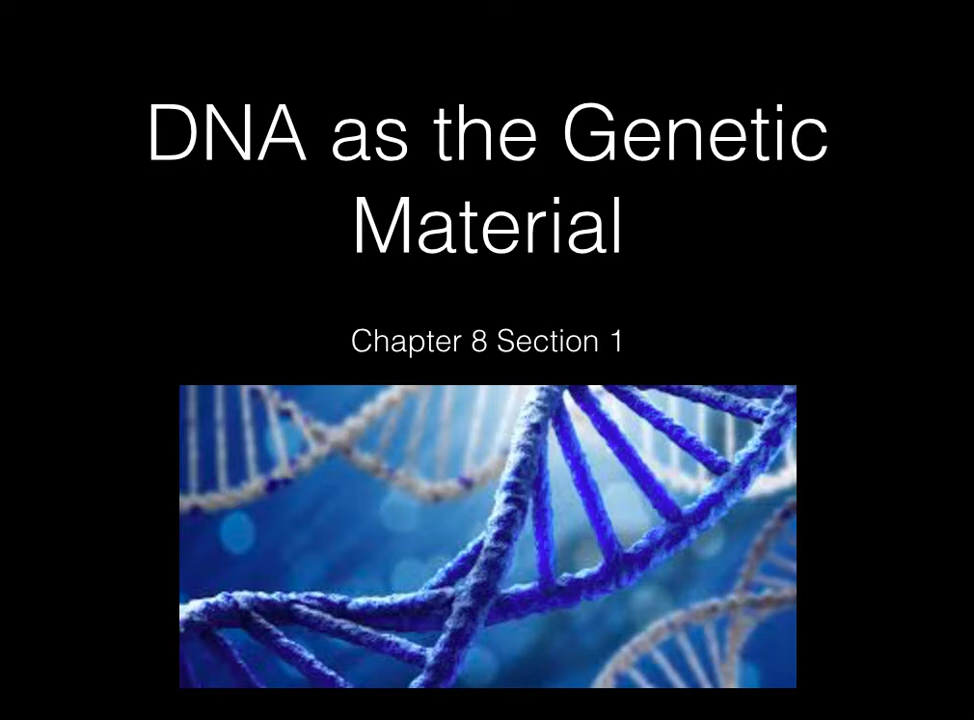 DNA as the Genetic
Material
Chapter 8 Section 1